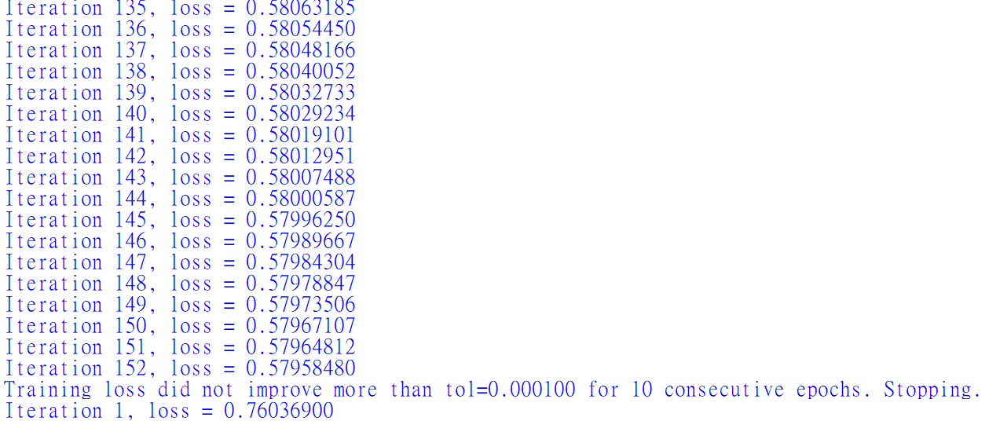 Iteration 135, loss = 0.58063185
Iteration 136, loss = 0.58054450
Iteration 137, loss = 0.58048166
Iteration 138, loss = 0.58040052
Iteration 139, loss = 0.58032733
Iteration 140, loss = 0.58029234
Iteration 141, loss = 0.58019101
Iteration 142, loss = 0.58012951
Iteration 143, loss = 0.58007488
Iteration 144, loss = 0.58000587
Iteration 145, loss = 0.57996250
Iteration 146, loss = 0.57989667
Iteration 147, loss = 0.57984304
Iteration 148, loss = 0.57978847
Iteration 149, loss = 0.57973506
Iteration 150, loss = 0.57967107
Iteration 151, loss = 0.57964812
Iteration 152, loss = 0.57958480
Training loss did not improve more than tol=0.000100 for 10 consecutive epochs. Stopping.
Iteration 1, loss = 0.76036900